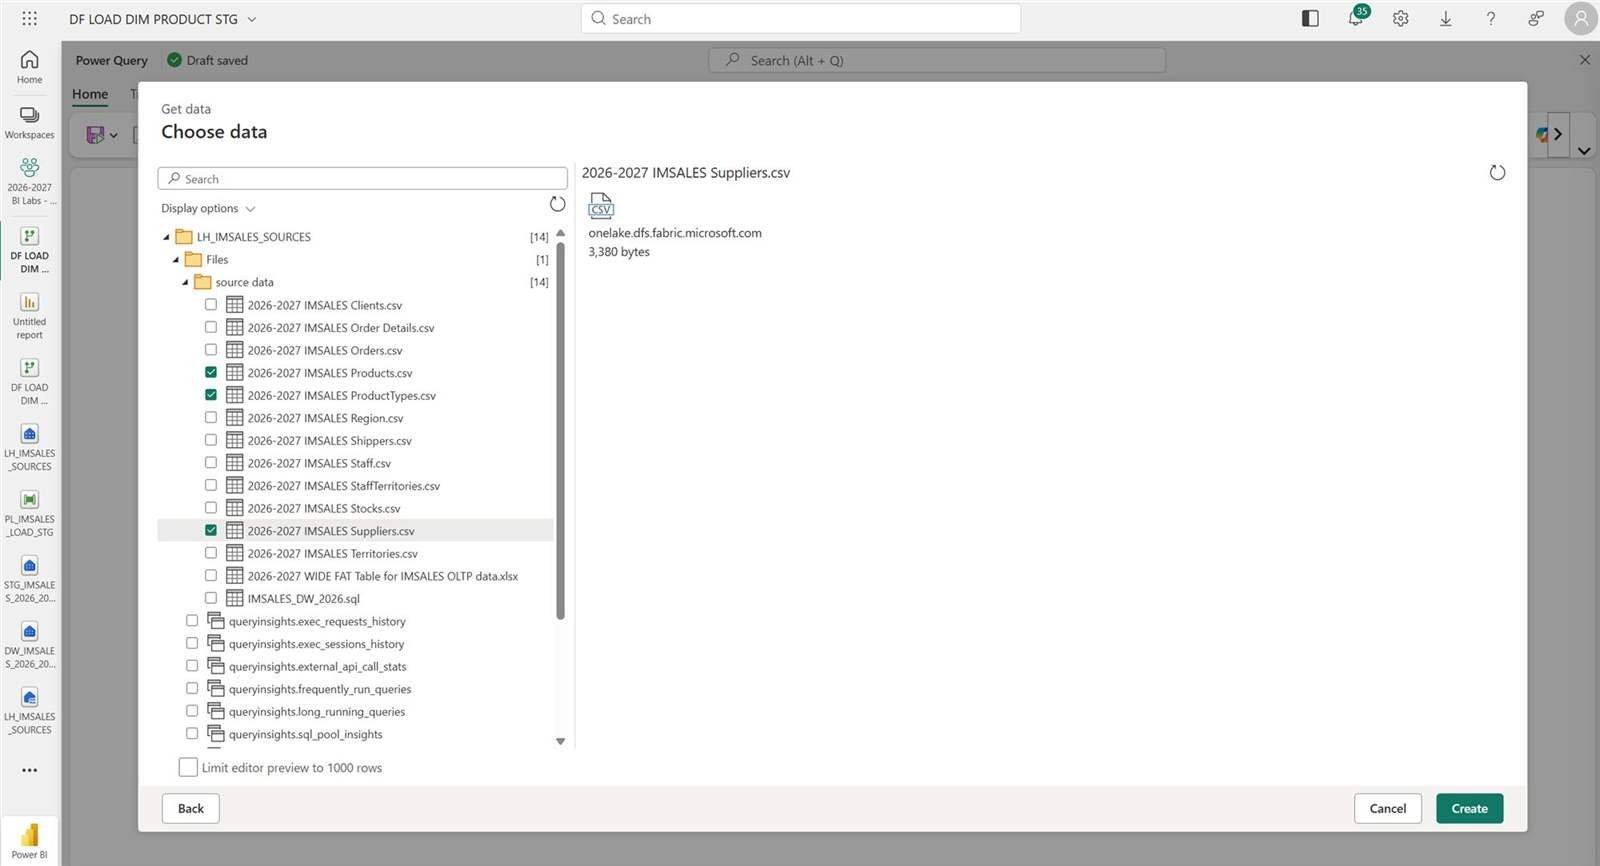 DF LOAD DIM PRODUCT STG
Search
35
Home
Workspaces
2026-2027
BI Labs - ...
DF LOAD
DIM ...
Untitled
report
DF LOAD
DIM ...
LH_IMSALES
_SOURCES
PL_IMSALES
_LOAD_STG
STG_IMSALE
S_2026_20...
DW_IMSALE
S_2026_20...
LH_IMSALES
_SOURCES
Power BI
Power Query
Draft saved
Search (Alt + Q)
Home
Get data
Choose data
Search
Display options
LH_IMSALES_SOURCES [14]
Files [1]
source data [14]
2026-2027 IMSALES Clients.csv
2026-2027 IMSALES Order Details.csv
2026-2027 IMSALES Orders.csv
2026-2027 IMSALES Products.csv
2026-2027 IMSALES ProductTypes.csv
2026-2027 IMSALES Region.csv
2026-2027 IMSALES Shippers.csv
2026-2027 IMSALES Staff.csv
2026-2027 IMSALES StaffTerritories.csv
2026-2027 IMSALES Stocks.csv
2026-2027 IMSALES Suppliers.csv
2026-2027 IMSALES Territories.csv
2026-2027 WIDE FAT Table for IMSALES OLTP data.xlsx
IMSALES_DW_2026.sql
queryinsights.exec_requests_history
queryinsights.exec_sessions_history
queryinsights.external_api_call_stats
queryinsights.frequently_run_queries
queryinsights.long_running_queries
queryinsights.sql_pool_insights
Limit editor preview to 1000 rows
2026-2027 IMSALES Suppliers.csv
CSV
onelake.dfs.fabric.microsoft.com
3,380 bytes
Back
Cancel
Create